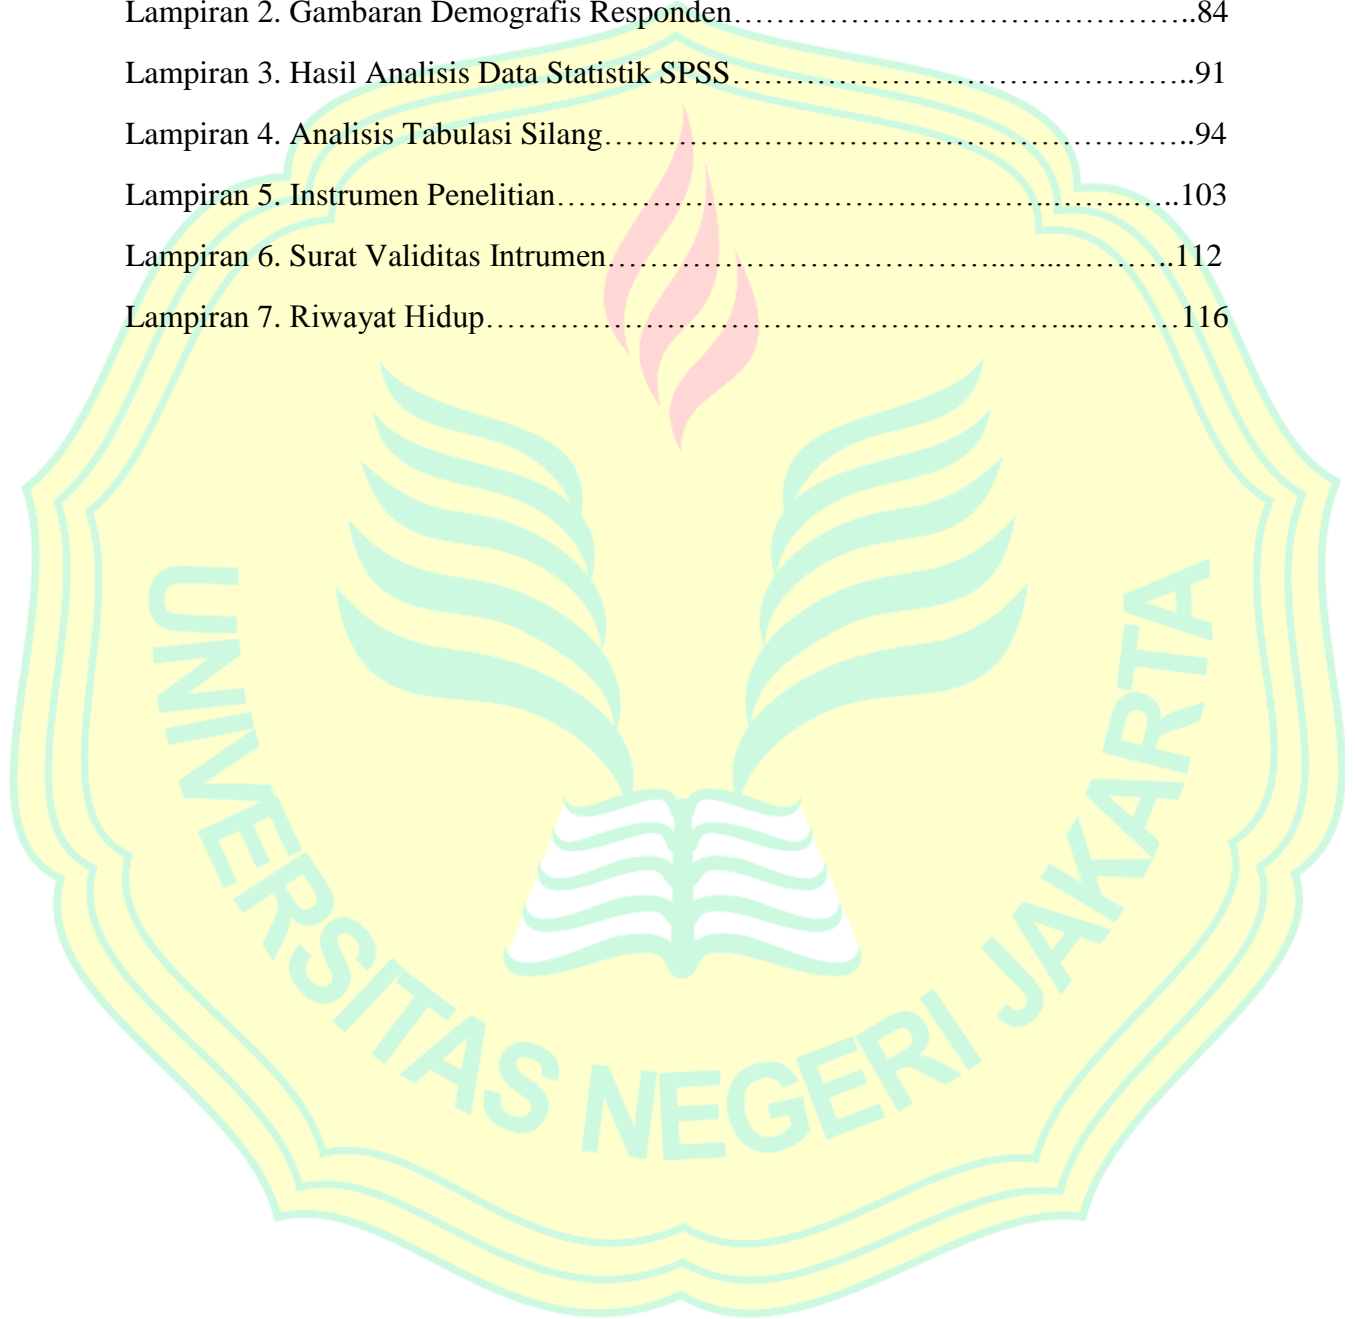 Lampiran 2. Gambaran Demografis Responden……………………………………………..84
Lampiran 3. Hasil Analisis Data Statistik SPSS……………………………………………..91
Lampiran 4. Analisis Tabulasi Silang…………………………………………………………..94
Lampiran 5. Instrumen Penelitian………………………………………………..……..…..103
Lampiran 6. Surat Validitas Intrumen……………………………………..…...………..112
Lampiran 7. Riwayat Hidup……………………………………………………...………116
UNIVERSITAS NEGERI JAKARTA